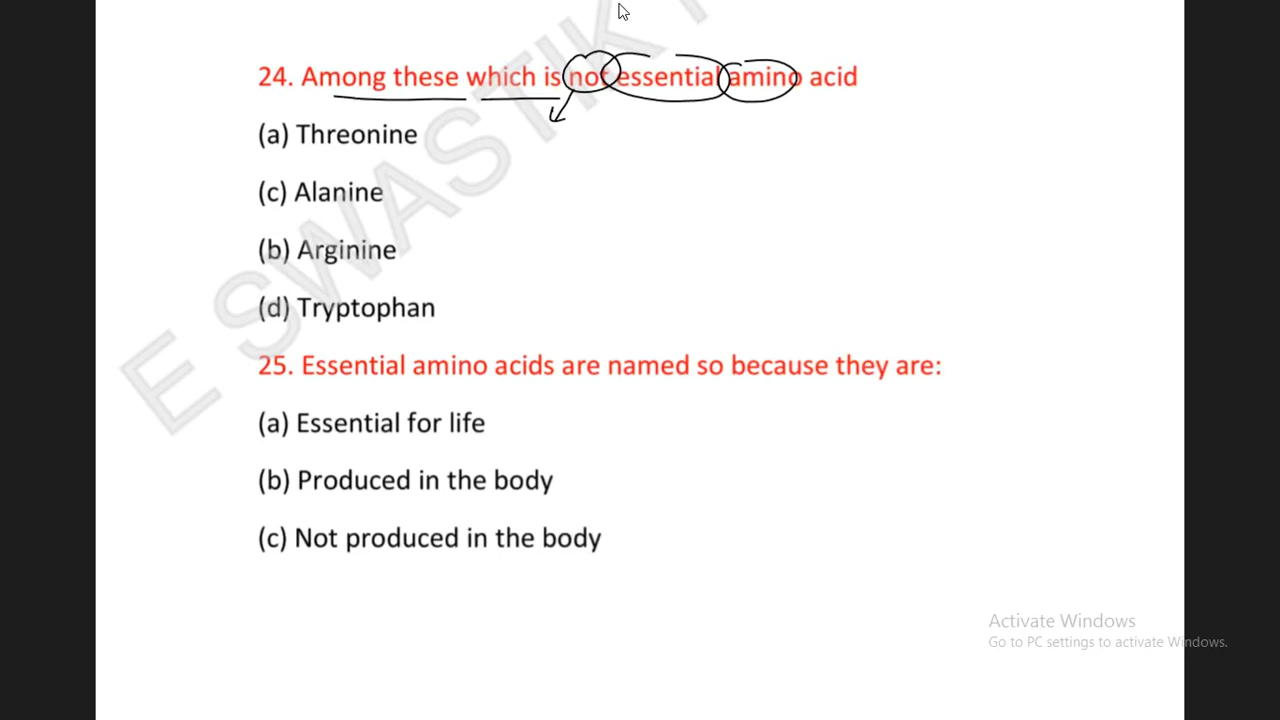 24. Among these which is not essential amino acid
(a) Threonine
(c) Alanine
(b) Arginine
(d) Tryptophan
25. Essential amino acids are named so because they are:
(a) Essential for life
(b) Produced in the body
(c) Not produced in the body
E SWASTIK
Activate Windows
Go to PC settings to activate Windows.